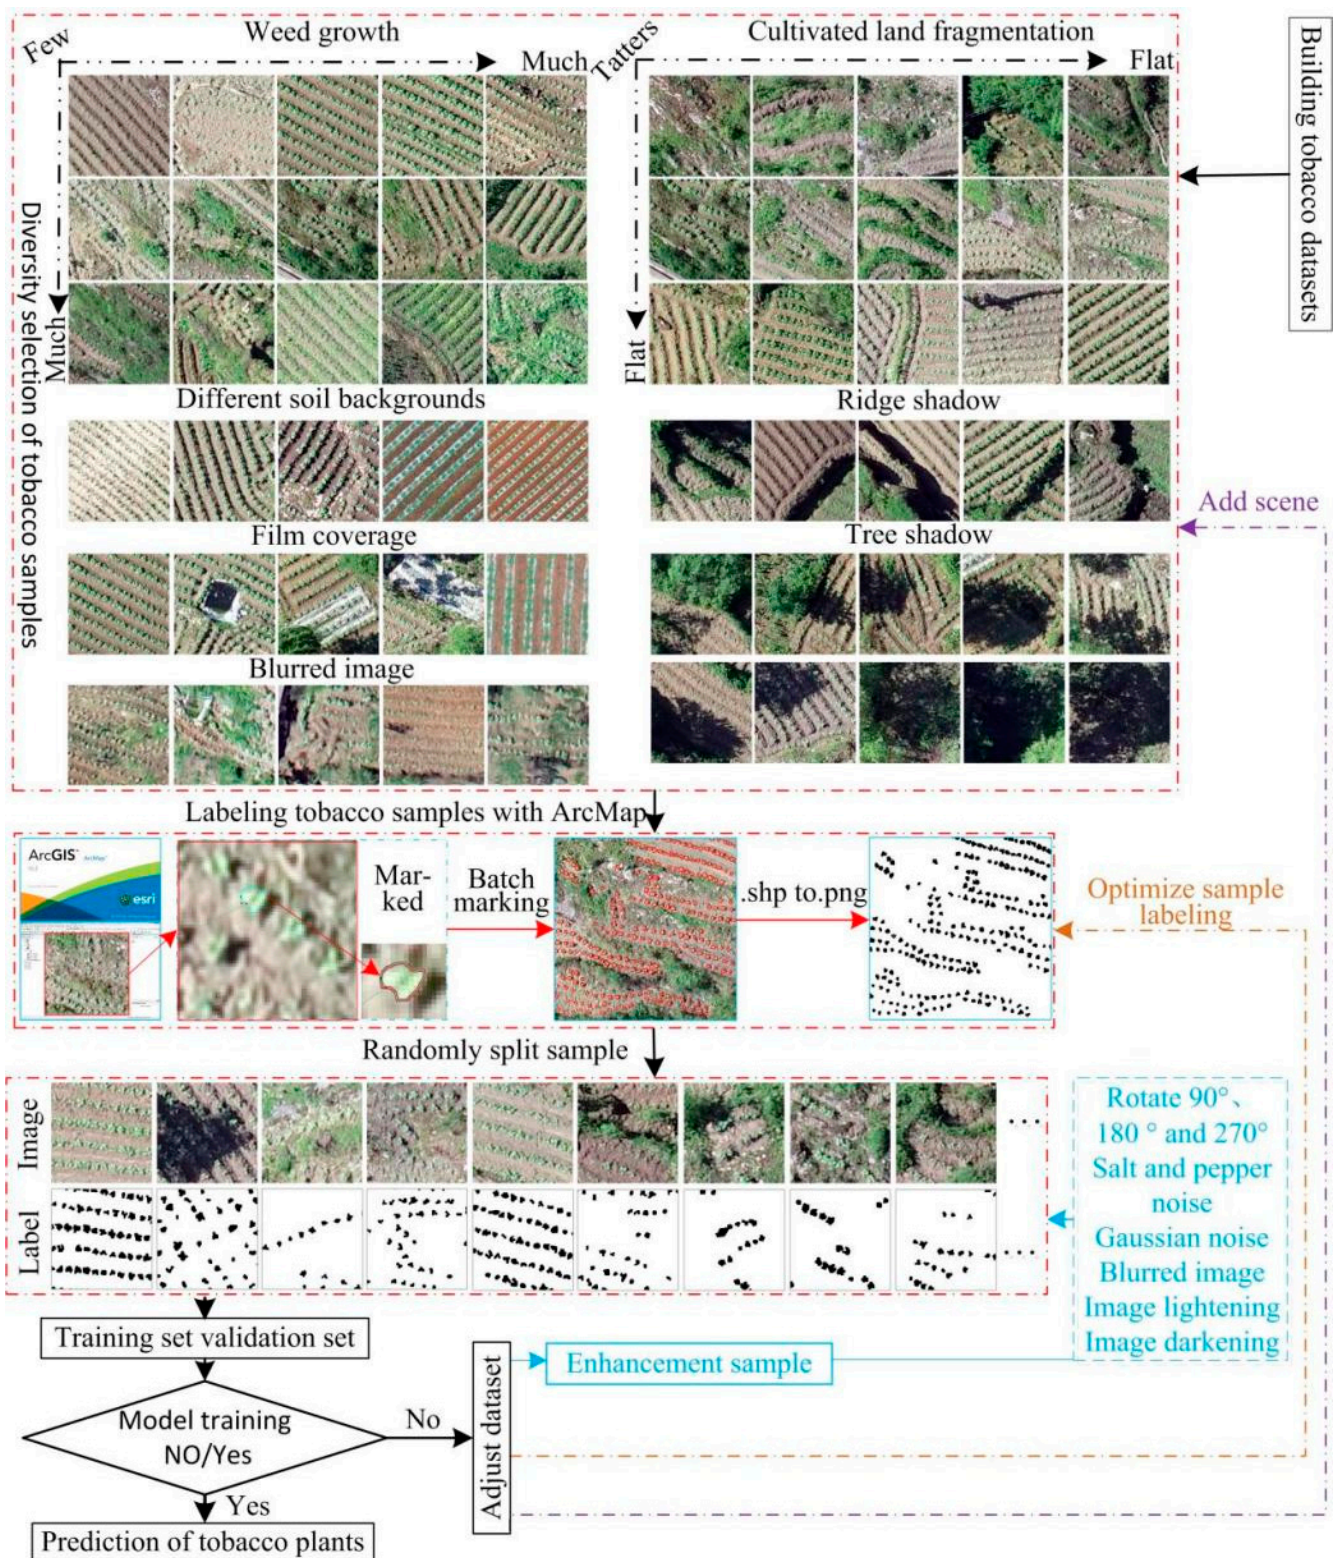 Few
Weed growth
Much
Tatters
Cultivated land fragmentation
Flat
Building tobacco datasets
Diversity selection of tobacco samples
Much
Flat
Different soil backgrounds
Ridge shadow
Add scene
Film coverage
Tree shadow
Blurred image
Labeling tobacco samples with ArcMap
ArcGIS
ArcMap
esri
Mar-
ked
Batch
marking
.shp to.png
Optimize sample
labeling
Randomly split sample
Image
Label
Rotate 90°、
180 ° and 270°
Salt and pepper
noise
Gaussian noise
Blurred image
Image lightening
Image darkening
Training set validation set
Enhancement sample
Adjust dataset
Model training
NO/Yes
No
Yes
Prediction of tobacco plants